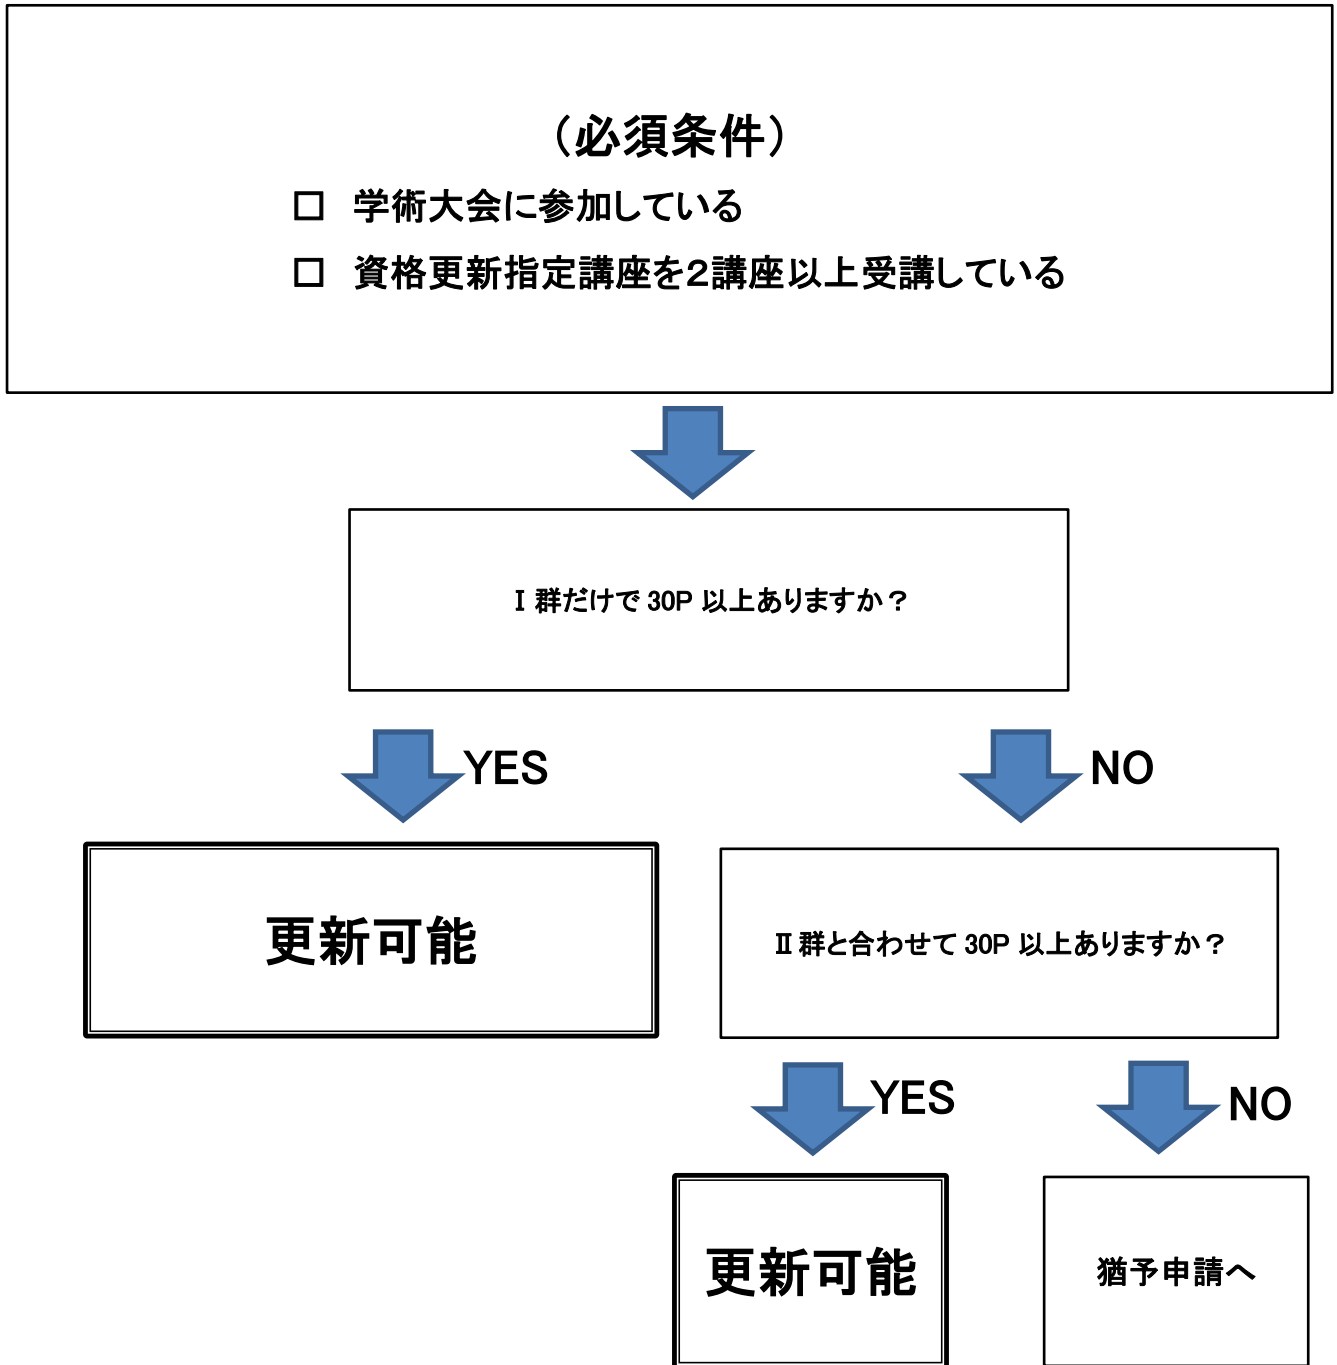 （必須条件）
□ 学術大会に参加している
□ 資格更新指定講座を２講座以上受講している
Ⅰ群だけで 30P 以上ありますか？
YES
NO
更新可能
Ⅱ群と合わせて 30P 以上ありますか？
YES
NO
更新可能
猶予申請へ